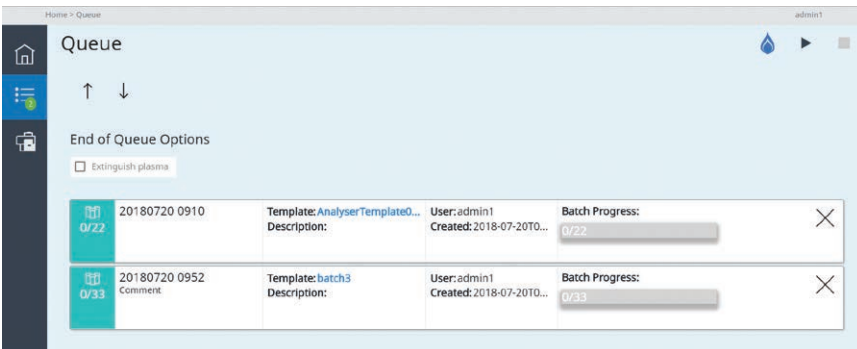 Home > Queue
admin1
Queue
2
End of Queue Options
Extinguish plasma
0/22
20180720 0910
Template: AnalyserTemplate0...
Description:
User: admin1
Created: 2018-07-20T0...
Batch Progress:
0/22
0/33
20180720 0952
Comment
Template: batch3
Description:
User: admin1
Created: 2018-07-20T0...
Batch Progress:
0/33